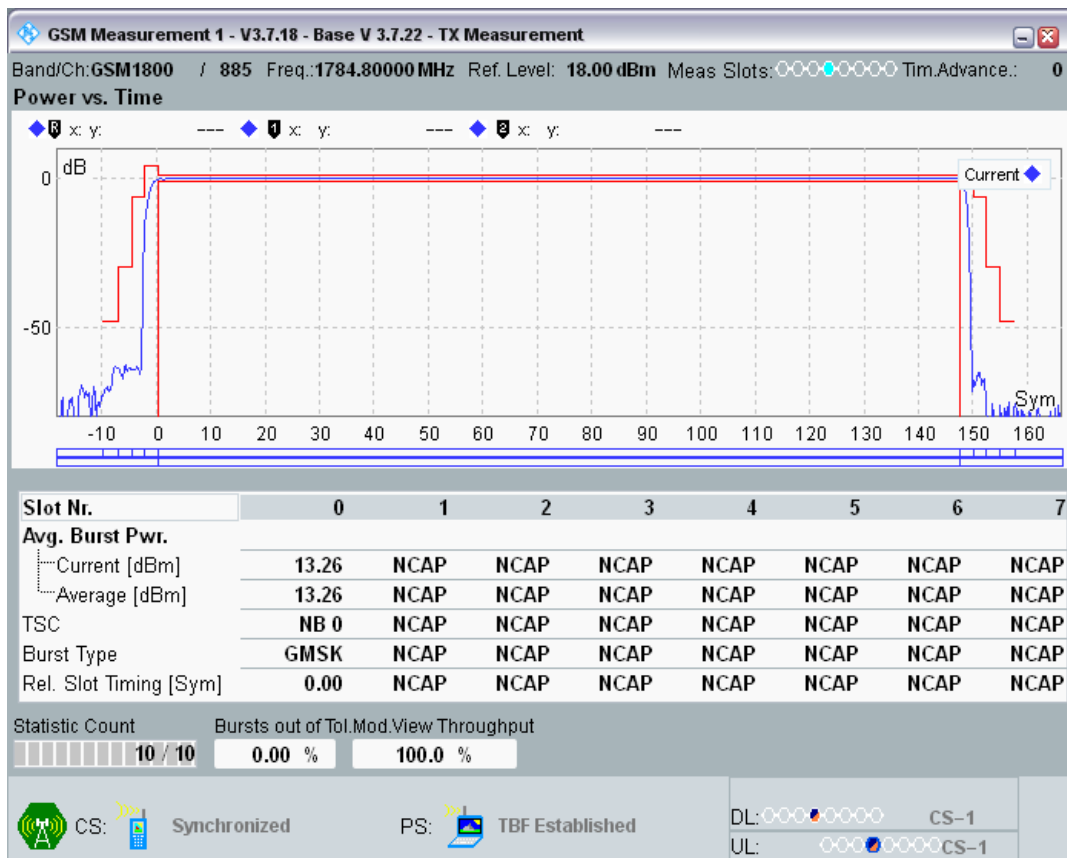 GSM Measurement 1 - V3.7.18 - Base V 3.7.22 - TX Measurement
Band/Ch:GSM1800 / 885 Freq.:1784.80000 MHz Ref. Level: 18.00 dBm Meas Slots: Tim.Advance.: 0
Power vs. Time
R x: y: --- 1 x: y: --- 2 x: y: ---
dB
Current
0
-50
Sym
-10 0 10 20 30 40 50 60 70 80 90 100 110 120 130 140 150 160
Slot Nr. 0 1 2 3 4 5 6 7
Avg. Burst Pwr.
Current [dBm] 13.26 NCAP NCAP NCAP NCAP NCAP NCAP NCAP
Average [dBm] 13.26 NCAP NCAP NCAP NCAP NCAP NCAP NCAP
TSC NB 0 NCAP NCAP NCAP NCAP NCAP NCAP NCAP
Burst Type GMSK NCAP NCAP NCAP NCAP NCAP NCAP NCAP
Rel. Slot Timing [Sym] 0.00 NCAP NCAP NCAP NCAP NCAP NCAP NCAP
Statistic Count Bursts out of Tol.Mod.View Throughput
10 / 10 0.00 % 100.0 %
CS: Synchronized PS: TBF Established
DL: CS-1
UL: CS-1